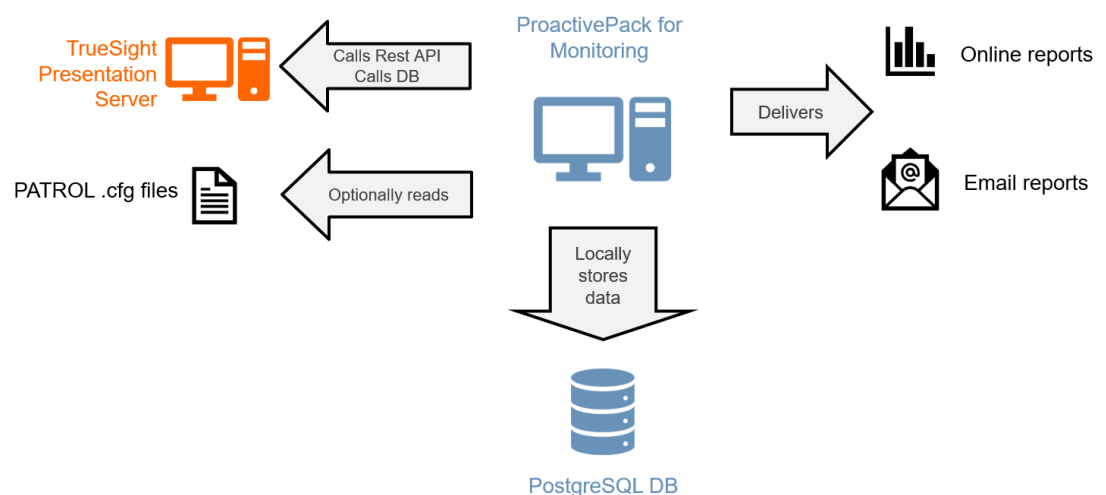 TrueSight
Presentation
Server
Calls Rest API
Calls DB
ProactivePack for
Monitoring
Delivers
Online reports
PATROL .cfg files
Optionally reads
@
Email reports
Locally
stores
data
PostgreSQL DB